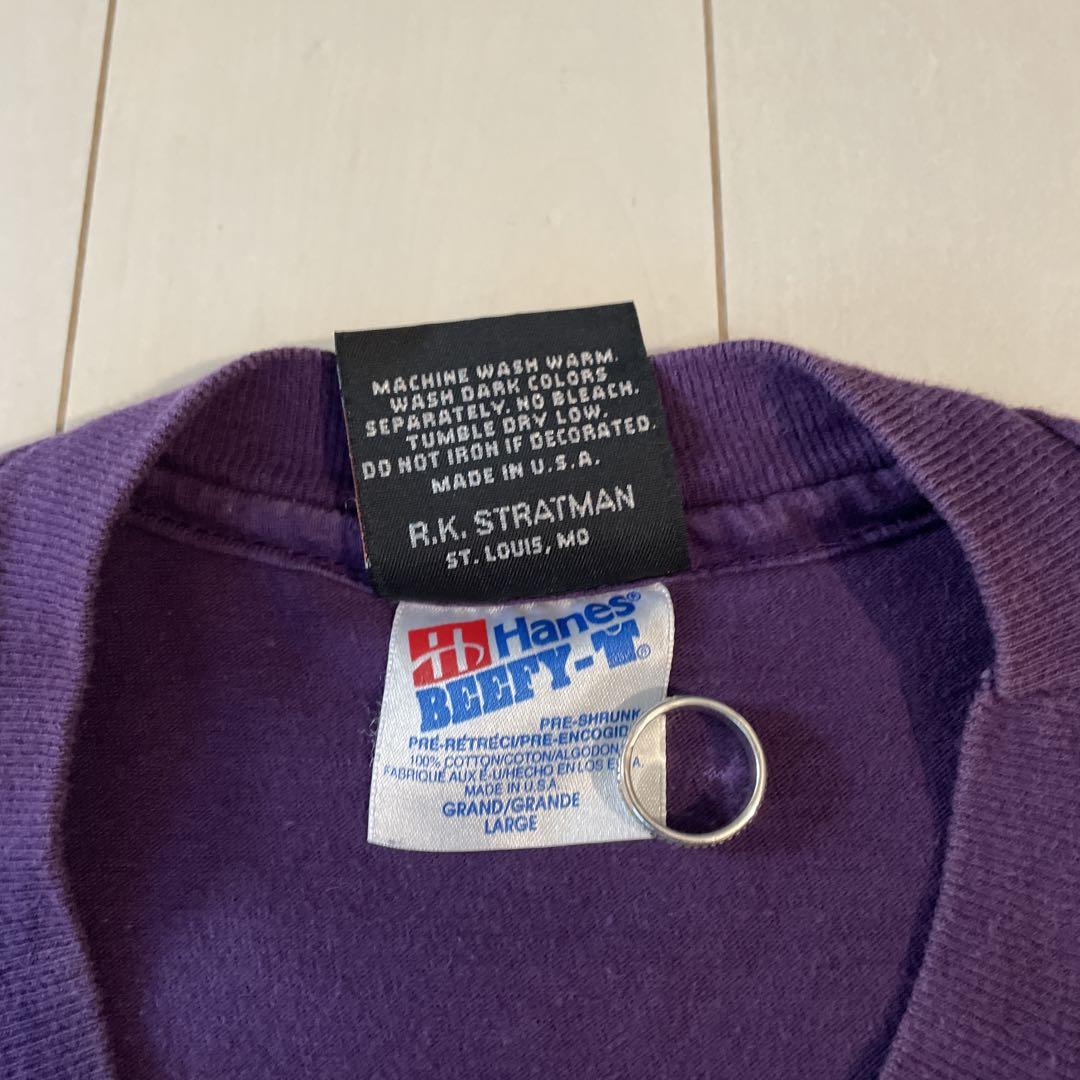 MACHINE WASH WARM.
WASH DARK COLORS
SEPARATELY. NO BLEACH.
TUMBLE DRY LOW.
DO NOT IRON IF DECORATED.
MADE IN U.S.A.
R.K. STRATMAN
ST. LOUIS, MO
Hanes®
BEEFY-T®
PRE-SHRUNK
PRÉ-RÉTRÉCI/PRE-ENCOGID
100% COTTON/COTON/ALGODON
FABRIQUÉ AUX É-U/HECHO EN LOS
MADE IN U.S.A.
GRAND/GRANDE
LARGE